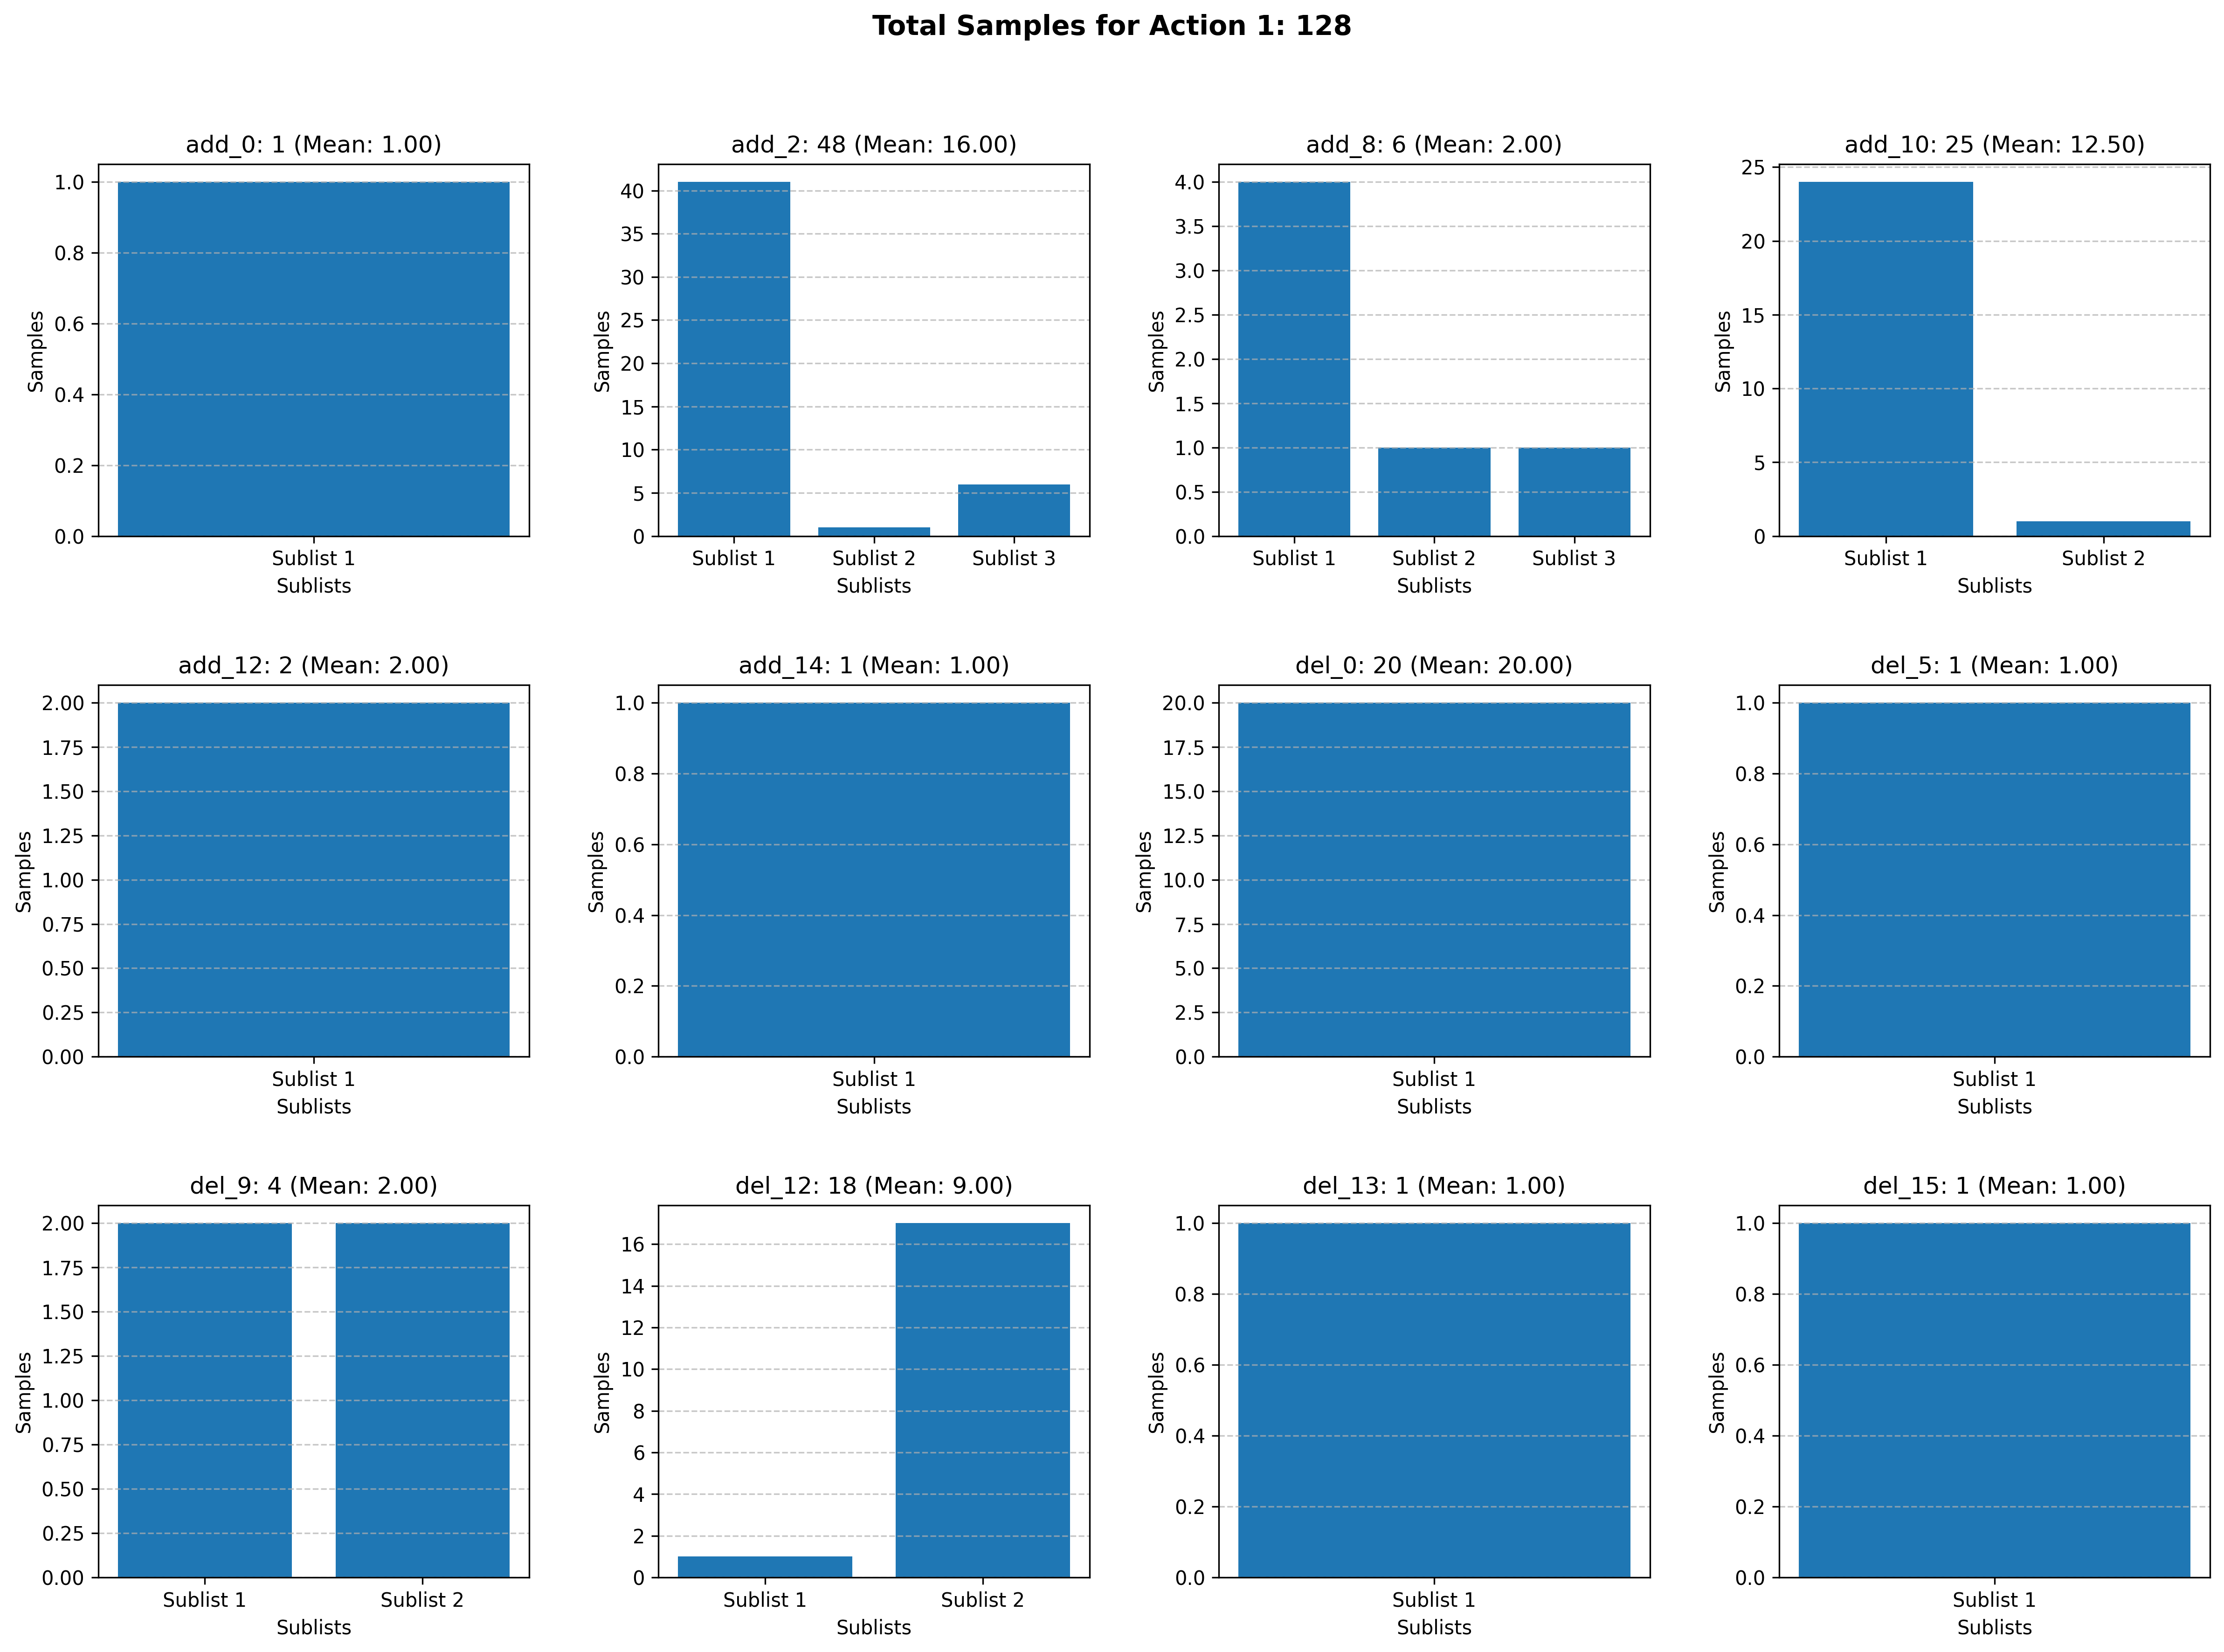 Total Samples for Action 1: 128
add_0: 1 (Mean: 1.00)
1.0
0.8
0.6
0.4
0.2
0.0
Samples
Sublist 1
Sublists
add_2: 48 (Mean: 16.00)
40
35
30
25
20
15
10
5
0
Samples
Sublist 1 Sublist 2 Sublist 3
Sublists
add_8: 6 (Mean: 2.00)
4.0
3.5
3.0
2.5
2.0
1.5
1.0
0.5
0.0
Samples
Sublist 1 Sublist 2 Sublist 3
Sublists
add_10: 25 (Mean: 12.50)
25
20
15
10
5
0
Samples
Sublist 1 Sublist 2
Sublists
add_12: 2 (Mean: 2.00)
2.00
1.75
1.50
1.25
1.00
0.75
0.50
0.25
0.00
Samples
Sublist 1
Sublists
add_14: 1 (Mean: 1.00)
1.0
0.8
0.6
0.4
0.2
0.0
Samples
Sublist 1
Sublists
del_0: 20 (Mean: 20.00)
20.0
17.5
15.0
12.5
10.0
7.5
5.0
2.5
0.0
Samples
Sublist 1
Sublists
del_5: 1 (Mean: 1.00)
1.0
0.8
0.6
0.4
0.2
0.0
Samples
Sublist 1
Sublists
del_9: 4 (Mean: 2.00)
2.00
1.75
1.50
1.25
1.00
0.75
0.50
0.25
0.00
Samples
Sublist 1 Sublist 2
Sublists
del_12: 18 (Mean: 9.00)
16
14
12
10
8
6
4
2
0
Samples
Sublist 1 Sublist 2
Sublists
del_13: 1 (Mean: 1.00)
1.0
0.8
0.6
0.4
0.2
0.0
Samples
Sublist 1
Sublists
del_15: 1 (Mean: 1.00)
1.0
0.8
0.6
0.4
0.2
0.0
Samples
Sublist 1
Sublists